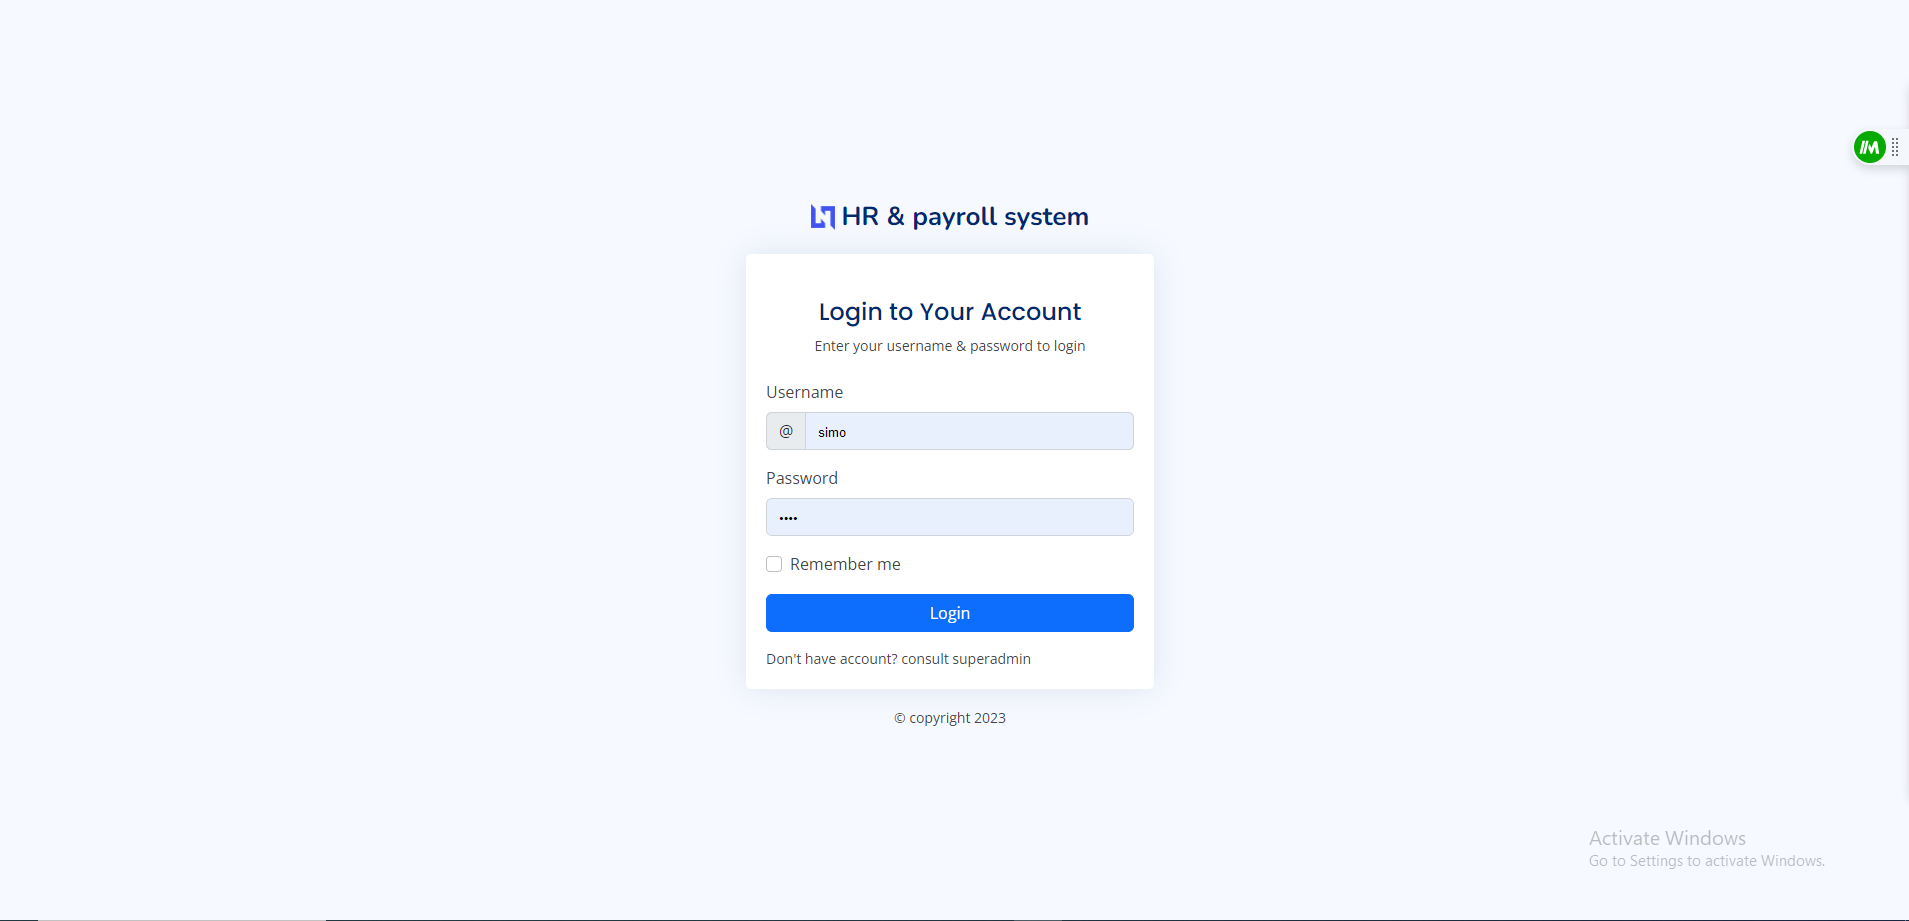 HR & payroll system
Login to Your Account
Enter your username & password to login
Username
@ simo
Password
••••
Remember me
Login
Don't have account? consult superadmin
© copyright 2023
Activate Windows
Go to Settings to activate Windows.